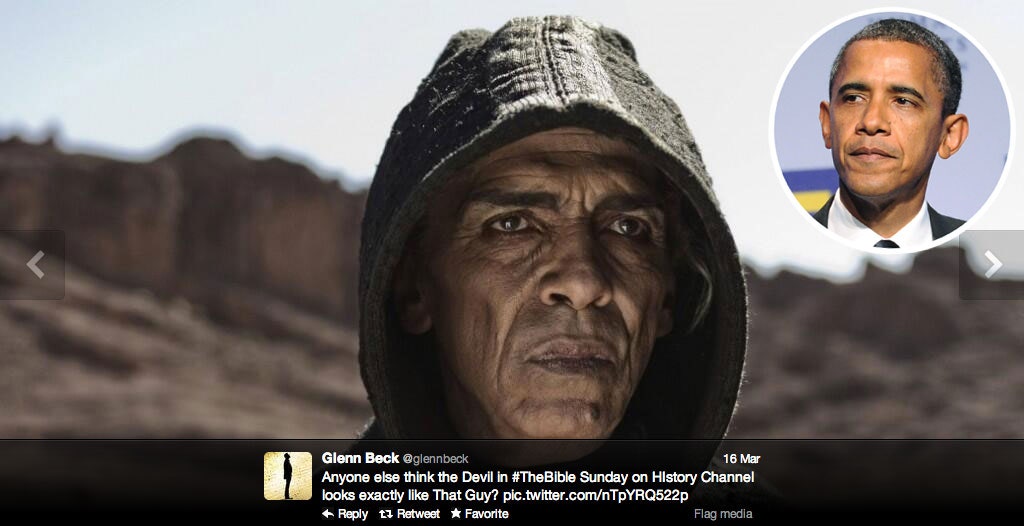 Glenn Beck @glennbeck 16 Mar
Anyone else think the Devil in #TheBible Sunday on HIstory Channel
looks exactly like That Guy? pic.twitter.com/nTpYRQ522p
Reply Retweet Favorite Flag media